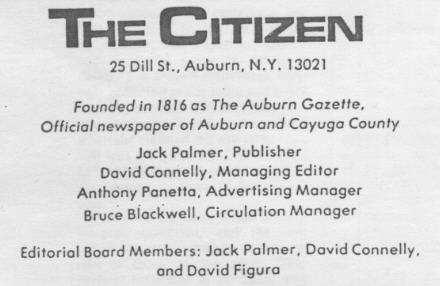 THE CITIZEN
25 Dill St., Auburn, N.Y. 13021
Founded in 1816 as The Auburn Gazette,
Official newspaper of Auburn and Cayuga County
Jack Palmer, Publisher
David Connelly, Managing Editor
Anthony Panetta, Advertising Manager
Bruce Blackwell, Circulation Manager
Editorial Board Members: Jack Palmer, David Connelly,
and David Figura